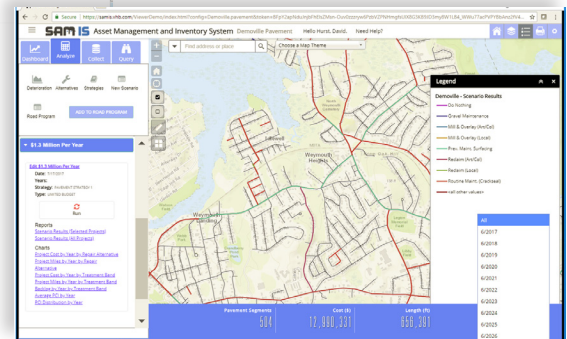 Secure
SAM IS Asset Management and Inventory System Demoville Pavements Hello Hurst, David. Need Help?
Dashboard Analyze Collect Query
Find address or place
Choose a Map Theme
Deterioration Alternatives Strategies New Scenario
Road Program
ADD TO ROAD PROGRAM
$1.3 Million Per Year
Edit $1.3 Million Per Year
Date: 7/17/2017
Years:
Type: LIMITED BUDGET
Run
Reports
Scenario Results (Selected Projects)
Scenario Results (All Projects)
Charts
Project Cost by Year by Repair Alternative
Project Miles by Year by Repair
Alternative
Project Cost by Year by Treatment Band
Project Miles by Year by Treatment Band
Backlog by Year by Treatment Band
Average PCI by Year
PCI Distribution by Year
Idlewell
Weymouth
Heights
Weymouth
Landing
Legend
Demoville - Scenario Results
Do Nothing
Gravel Maintenance
Mill & Overlay (Art/Col)
Mill & Overlay (Local)
Prev. Maint. Surfacing
Reclaim (Art/Col)
Reclaim (Local)
Routine Maint. (Crackseal)
<all other values>
All
6/2017
6/2018
6/2019
6/2020
6/2021
6/2022
6/2023
6/2024
6/2025
6/2026
Pavement Segments Cost ($) Length (ft)
504